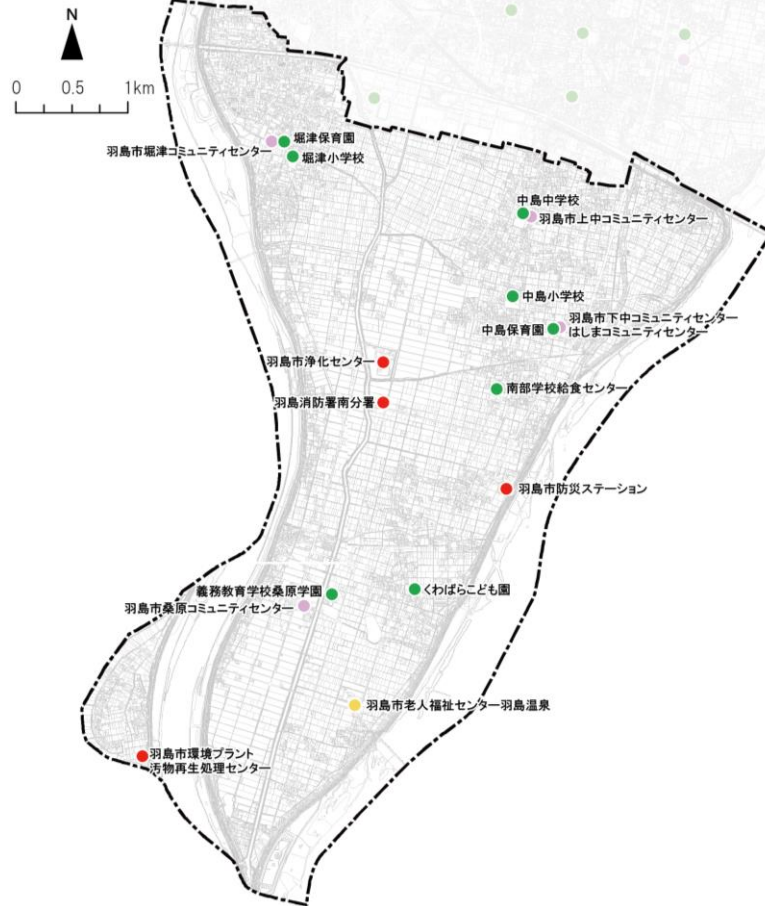 N
0 0.5 1km
堀津保育園
羽島市堀津コミュニティセンター
堀津小学校
中島中学校
羽島市上中コミュニティセンター
中島小学校
羽島市下中コミュニティセンター
中島保育園
はしまコミュニティセンター
羽島市浄化センター
南部学校給食センター
羽島消防署南分署
羽島市防災ステーション
義務教育学校桑原学園
くわばらこども園
羽島市桑原コミュニティセンター
羽島市老人福祉センター羽島温泉
羽島市環境プラント
汚物再生処理センター